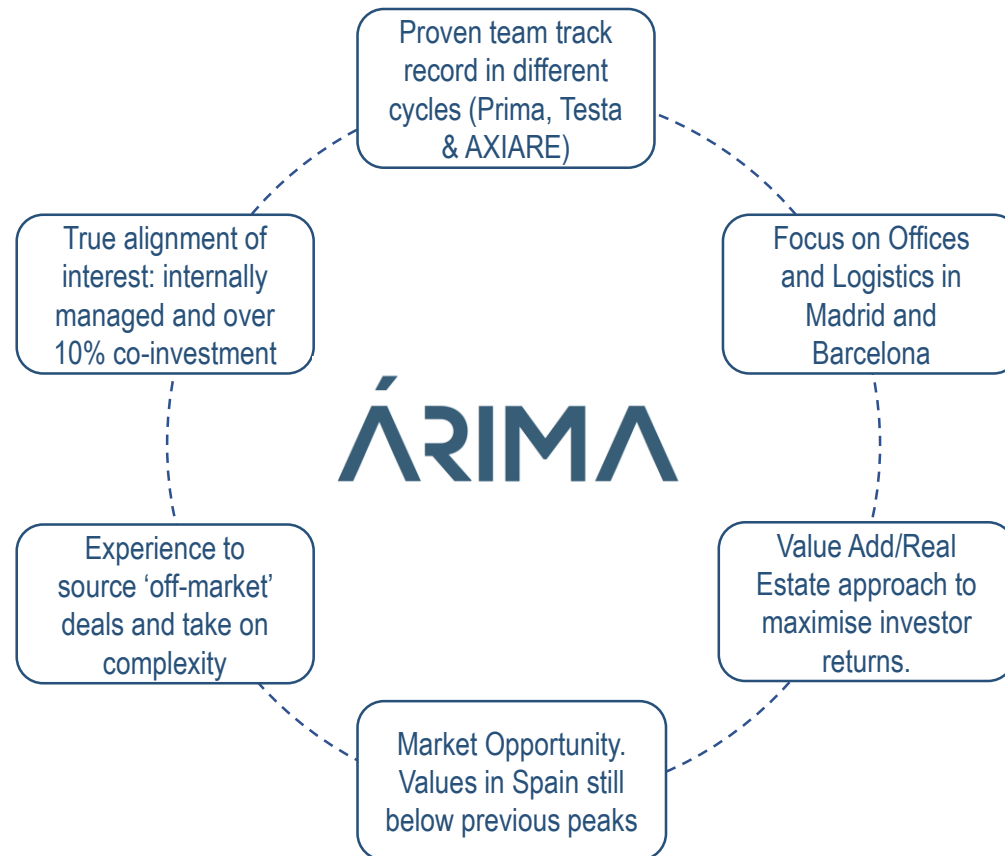 Proven team track
record in different
cycles (Prima, Testa
& AXIARE)
True alignment of
interest: internally
managed and over
10% co-investment
Focus on Offices
and Logistics in
Madrid and
Barcelona
ÁRIMA
Experience to
source ‘off-market’
deals and take on
complexity
Value Add/Real
Estate approach to
maximise investor
returns.
Market Opportunity.
Values in Spain still
below previous peaks